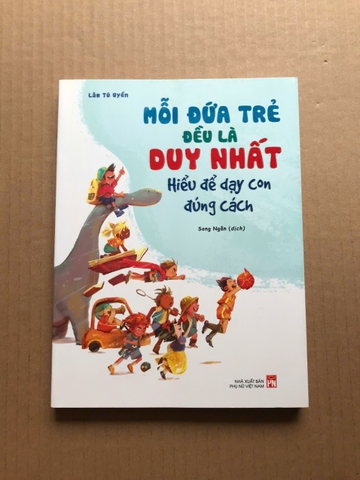 Lâm Tú Uyển
MỖI ĐỨA TRẺ
ĐỀU LÀ
DUY NHẤT
Hiểu để dạy con
đúng cách
Song Ngân (dịch)
NHÀ XUẤT BẢN
PHỤ NỮ VIỆT NAM
PN